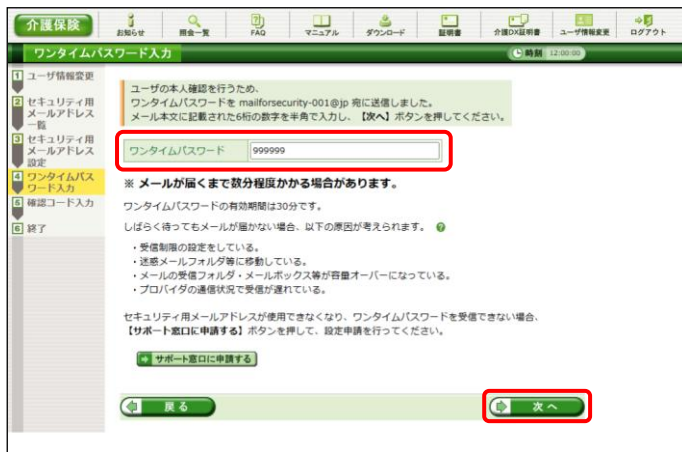 介護保険
お知らせ 照会一覧 FAQ マニュアル ダウンロード 証明書 介護DX証明書 ユーザ情報変更 ログアウト
ワンタイムパスワード入力
時刻 12:00:00
1 ユーザ情報変更
2 セキュリティ用
メールアドレス
一覧
3 セキュリティ用
メールアドレス
設定
4 ワンタイムパス
ワード入力
5 確認コード入力
6 終了
ユーザの本人確認を行うため、
ワンタイムパスワードを mailforsecurity-001@jp 宛に送信しました。
メール本文に記載された6桁の数字を半角で入力し、【次へ】ボタンを押してください。
ワンタイムパスワード 999999
※ メールが届くまで数分程度かかる場合があります。
ワンタイムパスワードの有効期間は30分です。
しばらく待ってもメールが届かない場合、以下の原因が考えられます。 ?
・受信制限の設定をしている。
・迷惑メールフォルダ等に移動している。
・メールの受信フォルダ・メールボックス等が容量オーバーになっている。
・プロバイダの通信状況で受信が遅れている。
セキュリティ用メールアドレスが使用できなくなり、ワンタイムパスワードを受信できない場合、
【サポート窓口に申請する】ボタンを押して、設定申請を行ってください。
サポート窓口に申請する
戻る
次へ